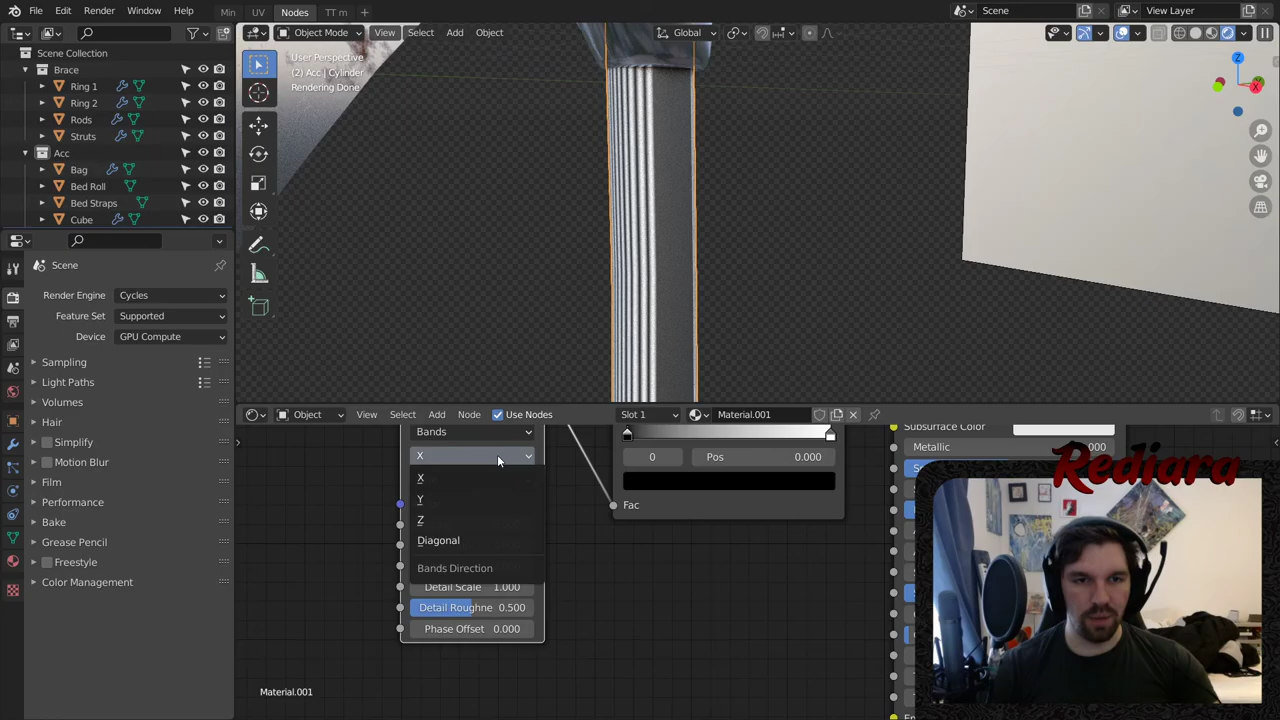 File Edit Render Window Help Min UV Nodes TT m + Scene View Layer
Object Mode View Select Add Object Global
Scene Collection
Brace
Ring 1
Ring 2
Rods
Struts
Acc
Bag
Bed Roll
Bed Straps
Cube
User Perspective
(2) Acc | Cylinder
Rendering Done
Z
X
Scene
Render Engine Cycles
Feature Set Supported
Device GPU Compute
Sampling
Light Paths
Volumes
Hair
Simplify
Motion Blur
Film
Performance
Bake
Grease Pencil
Freestyle
Color Management
Object View Select Add Node Use Nodes Slot 1 Material.001
Bands
X
X
Y
Z
Diagonal
Bands Direction
Detail Scale 1.000
Detail Roughne 0.500
Phase Offset 0.000
0 Pos 0.000
Fac
Subsurface Color
Metallic 000
Rediara
Material.001